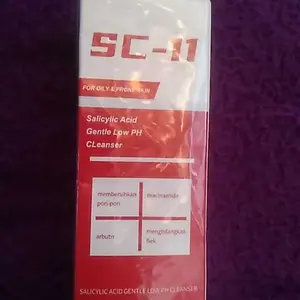 SC-11
FOR OILY & PRONE SKIN
Salicylic Acid
Gentle Low PH
CLeanser
membersihkan
pori-pori
niacinamide
arbutin
menghilangkan
flek
SALICYLIC ACID GENTLE LOW PH CLEANSER